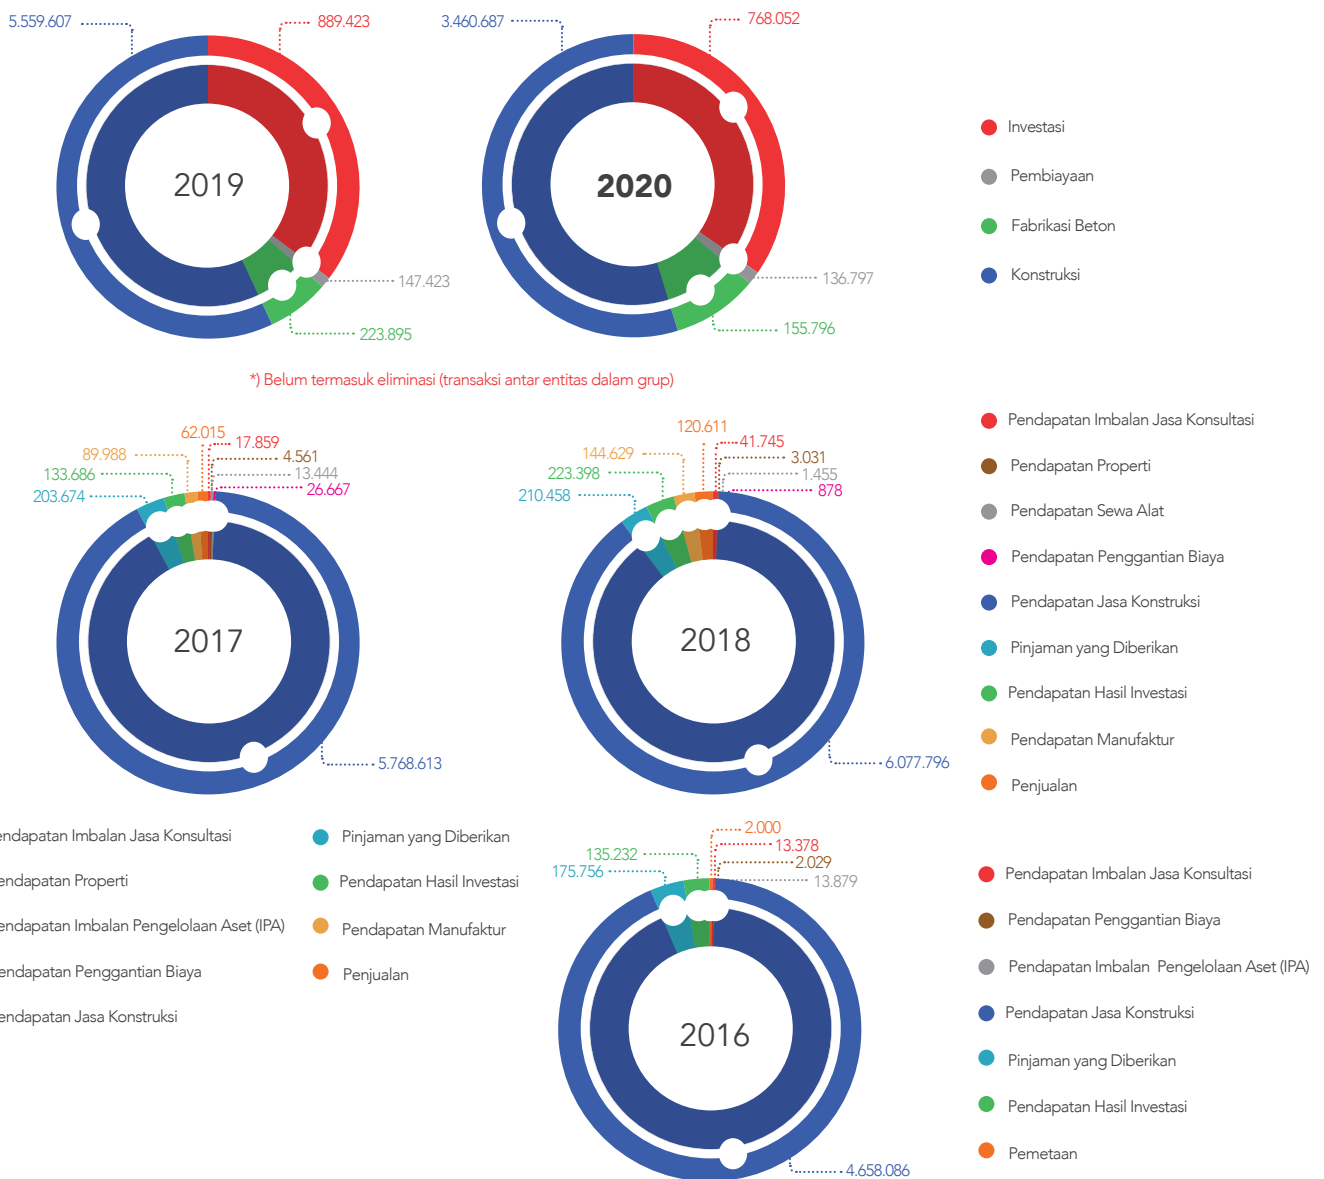 5.559.607
889.423
2019
147.423
223.895
3.460.687
768.052
2020
136.797
155.796
Investasi
Pembiayaan
Fabrikasi Beton
Konstruksi
*) Belum termasuk eliminasi (transaksi antar entitas dalam grup)
62.015
17.859
89.988
4.561
133.686
13.444
203.674
26.667
2017
5.768.613
120.611
41.745
144.629
3.031
223.398
1.455
210.458
878
2018
6.077.796
Pendapatan Imbalan Jasa Konsultasi
Pendapatan Properti
Pendapatan Sewa Alat
Pendapatan Penggantian Biaya
Pendapatan Jasa Konstruksi
Pinjaman yang Diberikan
Pendapatan Hasil Investasi
Pendapatan Manufaktur
Penjualan
endapatan Imbalan Jasa Konsultasi
endapatan Properti
endapatan Imbalan Pengelolaan Aset (IPA)
endapatan Penggantian Biaya
endapatan Jasa Konstruksi
Pinjaman yang Diberikan
Pendapatan Hasil Investasi
Pendapatan Manufaktur
Penjualan
2.000
13.378
135.232
2.029
175.756
13.879
2016
4.658.086
Pendapatan Imbalan Jasa Konsultasi
Pendapatan Penggantian Biaya
Pendapatan Imbalan Pengelolaan Aset (IPA)
Pendapatan Jasa Konstruksi
Pinjaman yang Diberikan
Pendapatan Hasil Investasi
Pemetaan